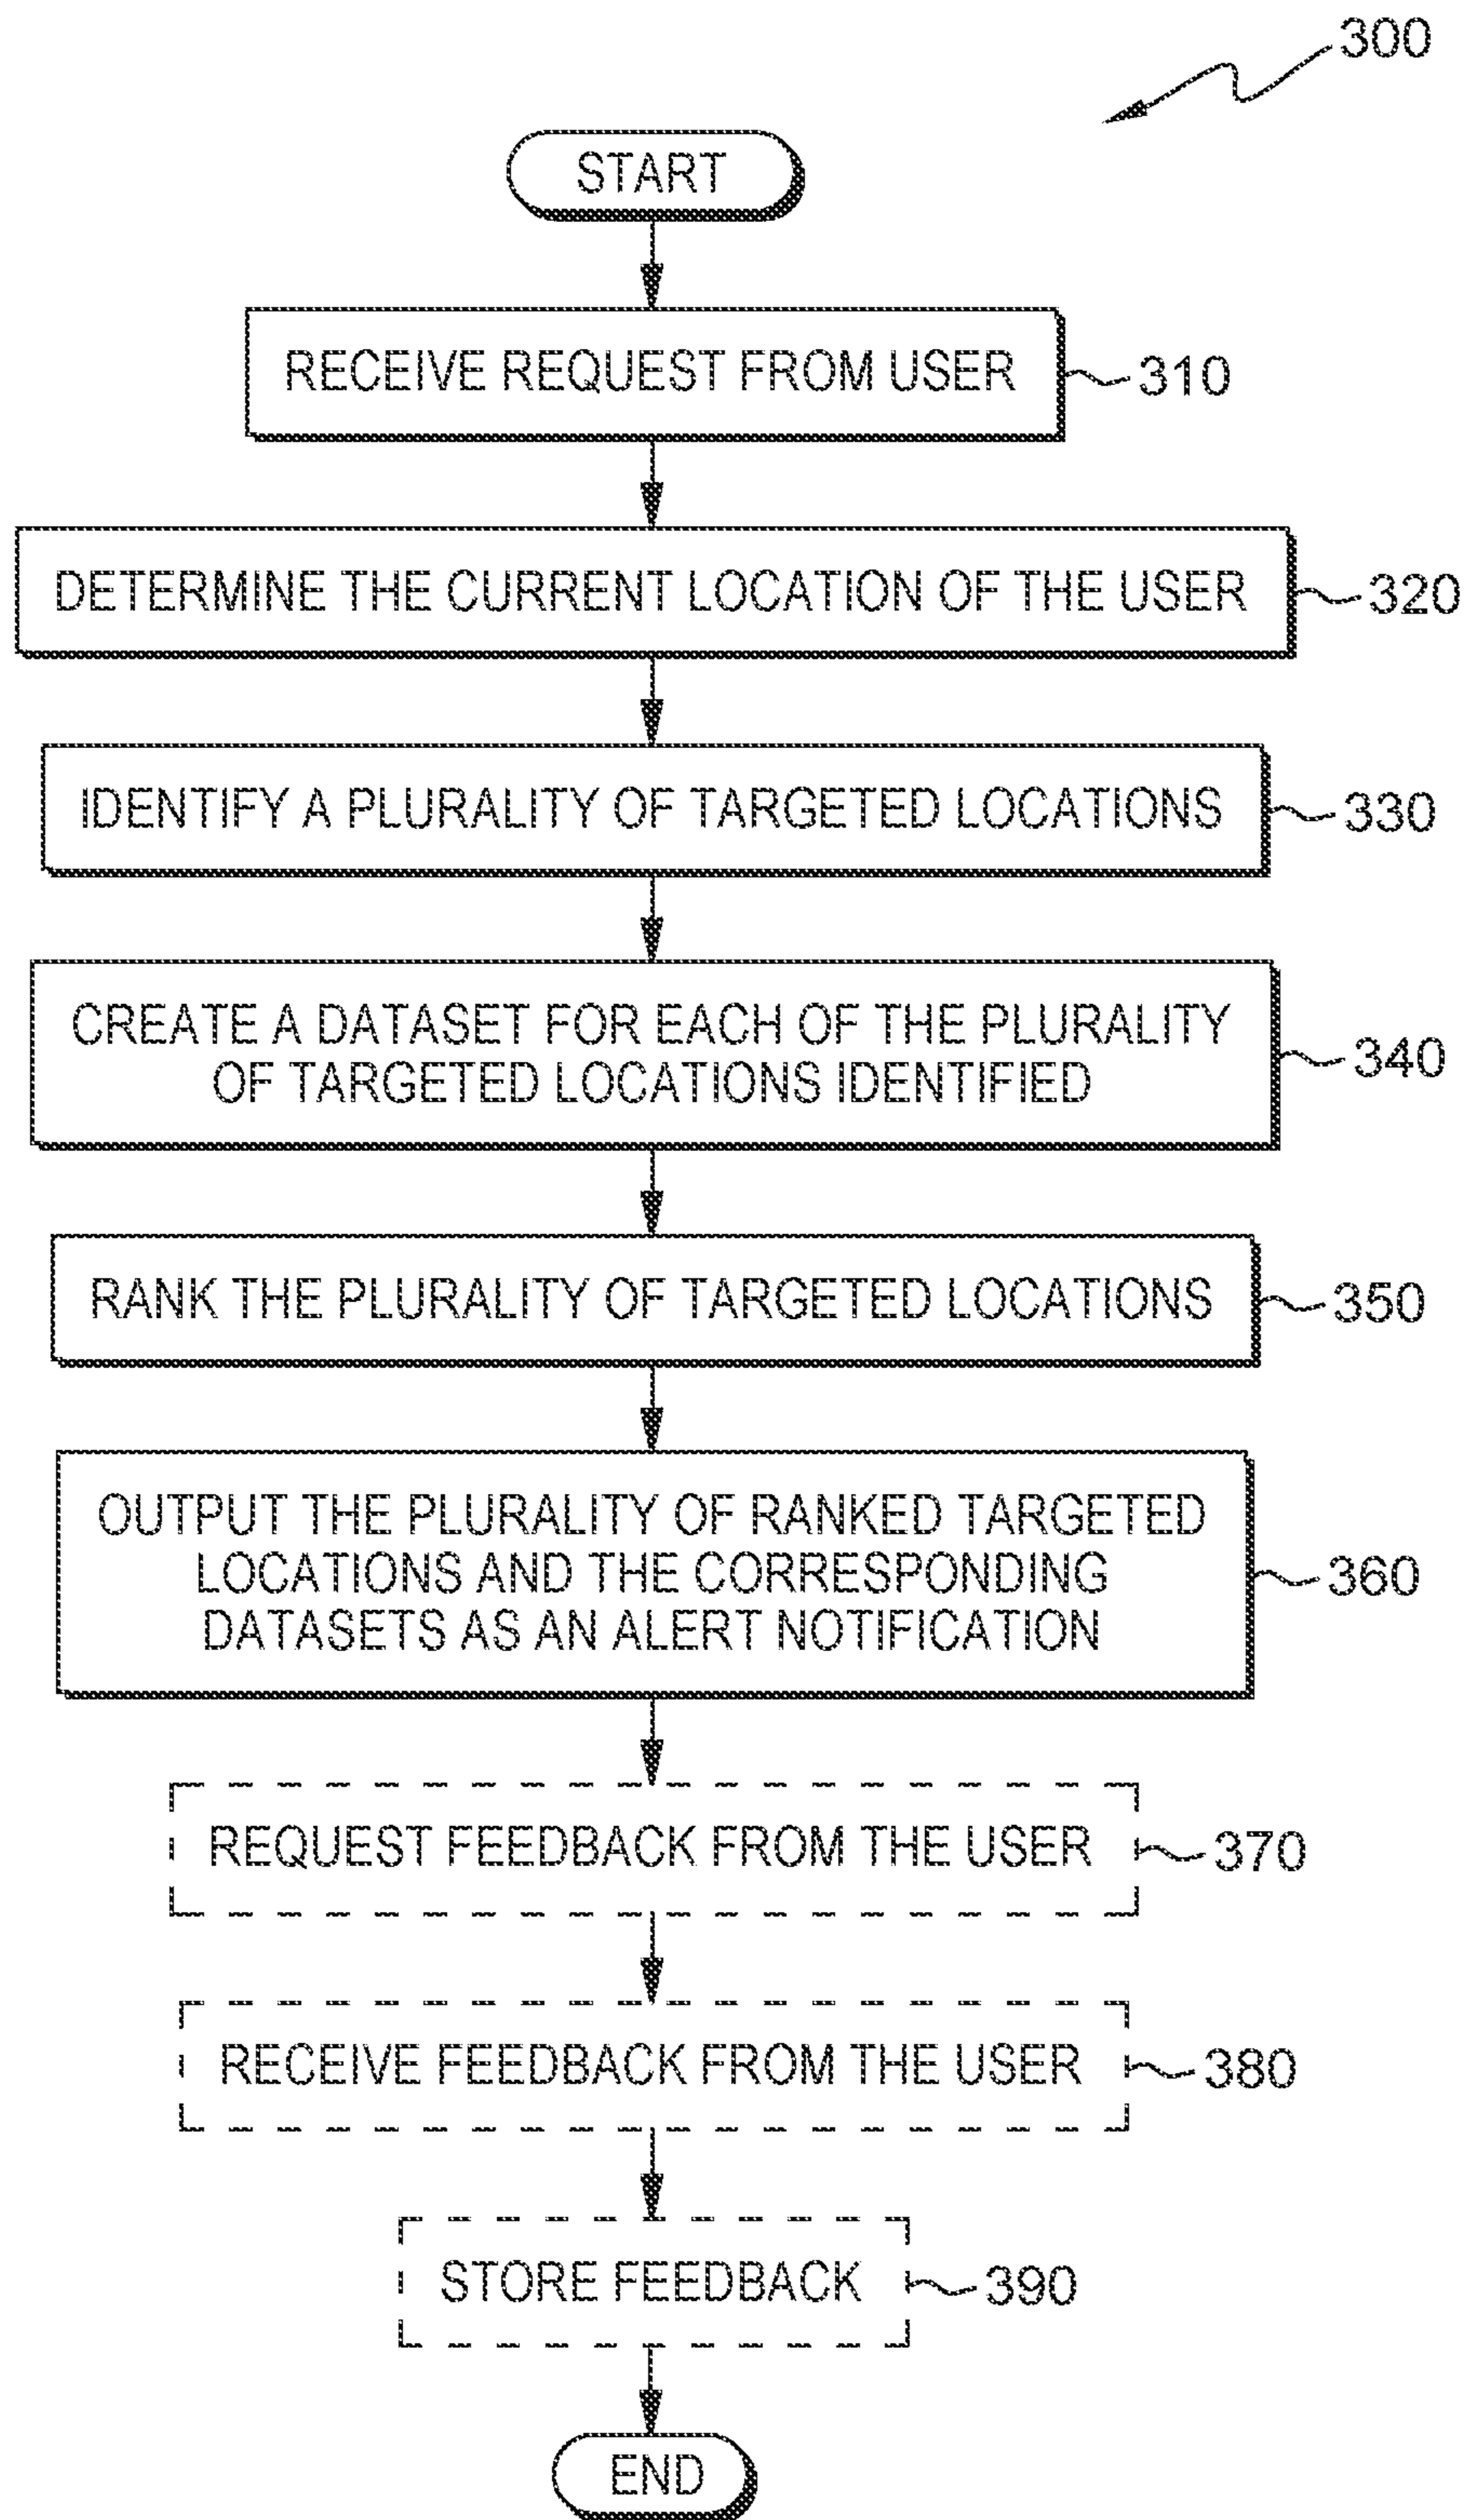 300
START
RECEIVE REQUEST FROM USER
310
DETERMINE THE CURRENT LOCATION OF THE USER
320
IDENTIFY A PLURALITY OF TARGETED LOCATIONS
330
CREATE A DATASET FOR EACH OF THE PLURALITY
OF TARGETED LOCATIONS IDENTIFIED
340
RANK THE PLURALITY OF TARGETED LOCATIONS
350
OUTPUT THE PLURALITY OF RANKED TARGETED
LOCATIONS AND THE CORRESPONDING
DATASETS AS AN ALERT NOTIFICATION
360
REQUEST FEEDBACK FROM THE USER
370
RECEIVE FEEDBACK FROM THE USER
380
STORE FEEDBACK
390
END